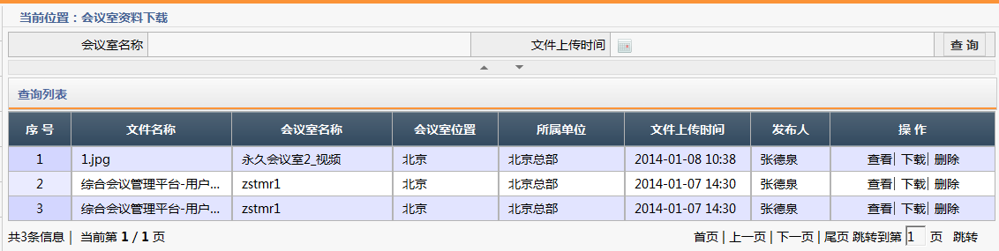 当前位置：会议室资料下载
会议室名称 文件上传时间 查 询
查询列表
序 号 文件名称 会议室名称 会议室位置 所属单位 文件上传时间 发布人 操 作
1 1.jpg 永久会议室2_视频 北京 北京总部 2014-01-08 10:38 张德泉 查看| 下载| 删除
2 综合会议管理平台-用户... zstmr1 北京 北京总部 2014-01-07 14:30 张德泉 查看| 下载| 删除
3 综合会议管理平台-用户... zstmr1 北京 北京总部 2014-01-07 14:30 张德泉 查看| 下载| 删除
共3条信息 | 当前第 1 / 1 页 首页 | 上一页 | 下一页 | 尾页 跳转到第 1 页 跳转